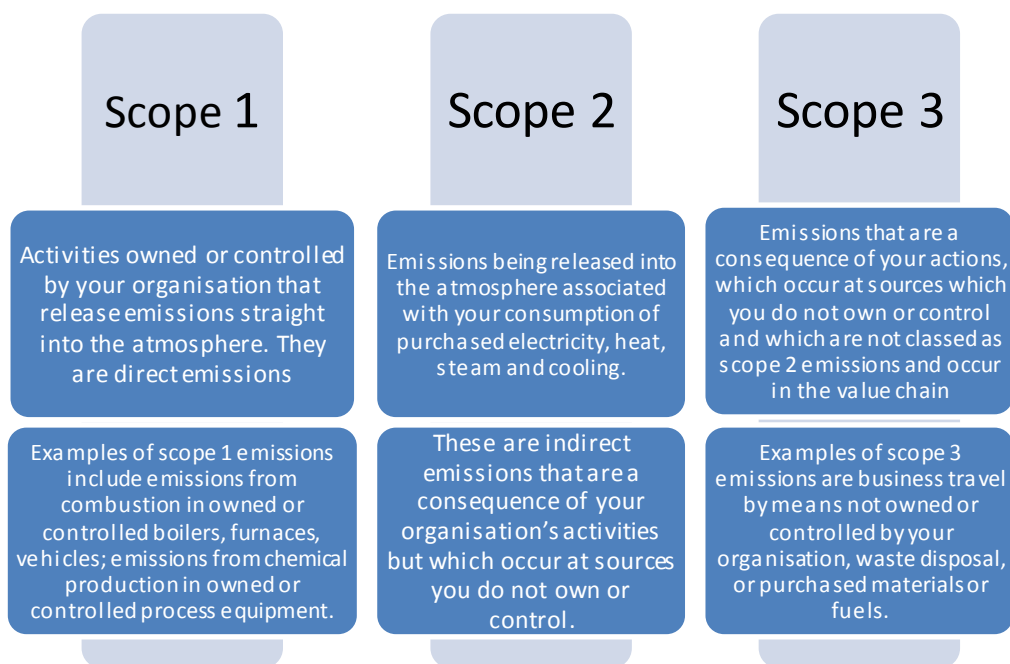 Scope 1
Activities owned or controlled
by your organisation that
release emissions straight
into the atmosphere. They
are direct emissions
Examples of scope 1 emissions
include emissions from
combustion in owned or
controlled boilers, furnaces,
vehicles; emissions from chemical
production in owned or
controlled process equipment.
Scope 2
Emissions being released into
the atmosphere associated
with your consumption of
purchased electricity, heat,
steam and cooling.
These are indirect
emissions that are a
consequence of your
organisation’s activities
but which occur at sources
you do not own or
control.
Scope 3
Emissions that are a
consequence of your actions,
which occur at sources which
you do not own or control
and which are not classed as
scope 2 emissions and occur
in the value chain
Examples of scope 3
emissions are business travel
by means not owned or
controlled by your
organisation, waste disposal,
or purchased materials or
fuels.